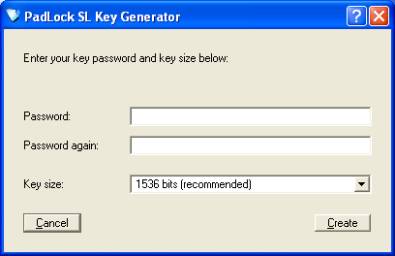 PadLock SL Key Generator
Enter your key password and key size below:
Password:
Password again:
Key size: 1536 bits (recommended)
Cancel Create